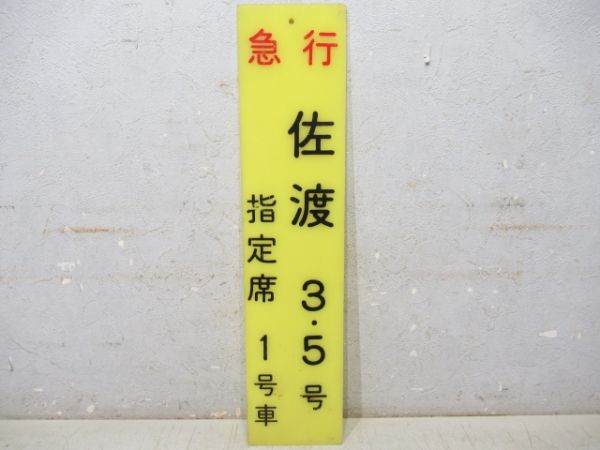 急行
佐渡 3・5号
指定席 1号車